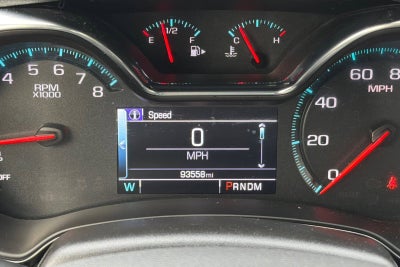 1/2
E F C H
4 5 6 7 8
RPM
X1000
Speed
0
MPH
93558mi
W PRNDM
60 80
MPH
40
20
0